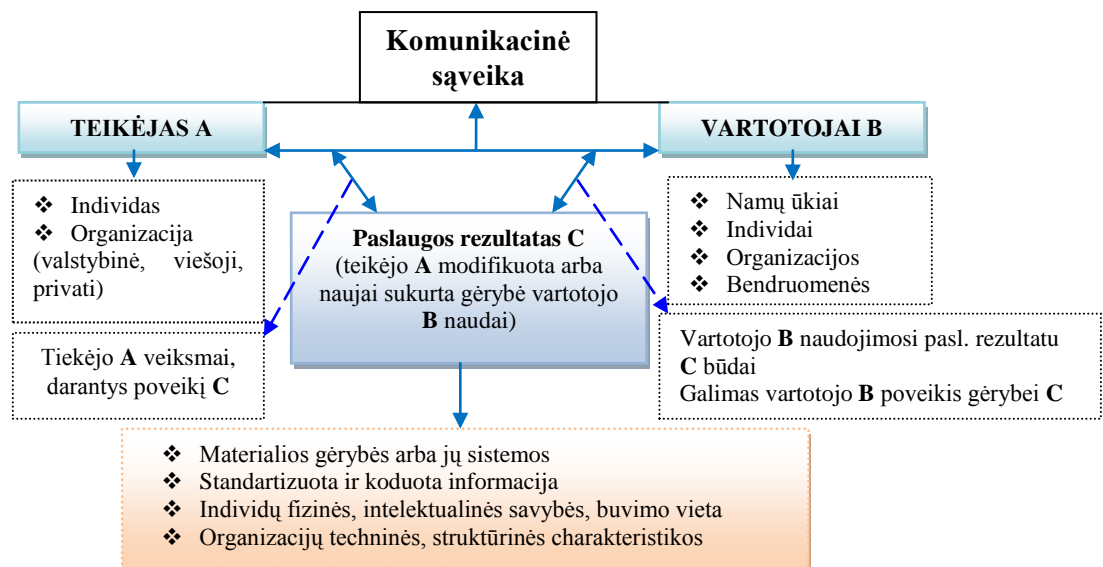 Komunikacinė
sąveika
TEIKĖJAS A
VARTOTOJAI B
❖ Individas
❖ Organizacija
(valstybinė, viešoji,
privati)
Paslaugos rezultatas C
(teikėjo A modifikuota arba
naujai sukurta gėrybė vartotojo
B naudai)
❖ Namų ūkiai
❖ Individai
❖ Organizacijos
❖ Bendruomenės
Tiekėjo A veiksmai,
darantys poveikį C
Vartotojo B naudojimosi pasl. rezultatu
C būdai
Galimas vartotojo B poveikis gėrybei C
❖ Materialios gėrybės arba jų sistemos
❖ Standartizuota ir koduota informacija
❖ Individų fizinės, intelektualinės savybės, buvimo vieta
❖ Organizacijų techninės, struktūrinės charakteristikos